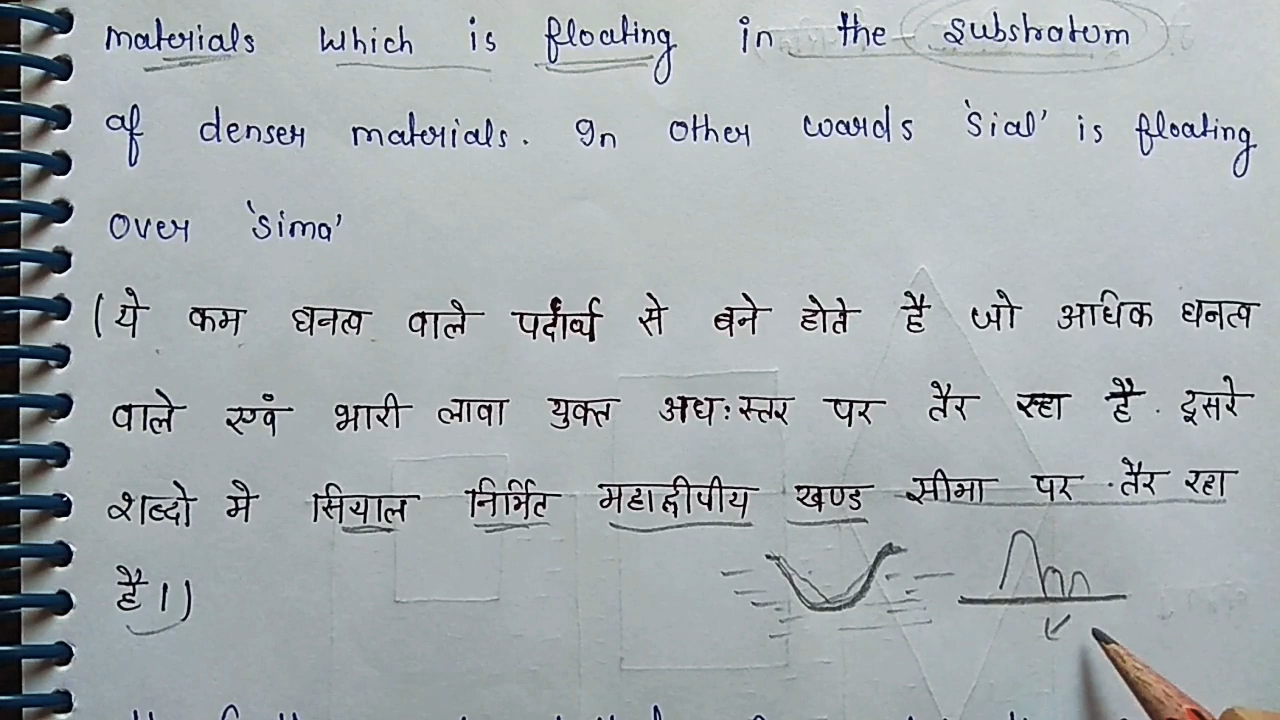 materials which is floating in the substratum
of denser materials. In other words 'Sial' is floating
over 'Sima'
(ये कम घनत्व वाले पर्दाथ से बने होते है जो अधिक घनत्व
वाले एवं भारी लावा युक्त अधः स्तर पर तैर रहा है. दूसरे
शब्दो मे सियाल निर्मित महाद्वीपीय खण्ड सीमा पर तैर रहा
है।)